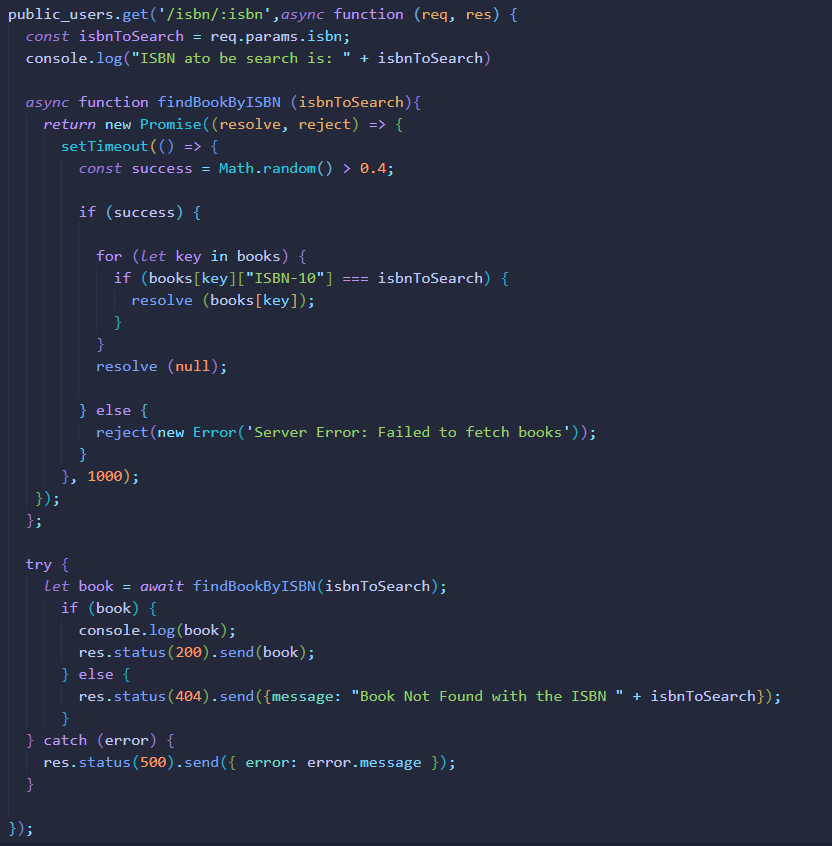 public_users.get('/isbn/:isbn',async function (req, res) {
  const isbnToSearch = req.params.isbn;
  console.log("ISBN ato be search is: " + isbnToSearch)

  async function findBookByISBN (isbnToSearch){
    return new Promise((resolve, reject) => {
      setTimeout(() => {
        const success = Math.random() > 0.4;

        if (success) {

          for (let key in books) {
            if (books[key]["ISBN-10"] === isbnToSearch) {
              resolve (books[key]);
            }
          }
          resolve (null);

        } else {
          reject(new Error('Server Error: Failed to fetch books'));
        }
      }, 1000);
   });
  };

  try {
    let book = await findBookByISBN(isbnToSearch);
      if (book) {
        console.log(book);
        res.status(200).send(book);
      } else {
        res.status(404).send({message: "Book Not Found with the ISBN " + isbnToSearch});
      }
  } catch (error) {
    res.status(500).send({ error: error.message });
  }

});